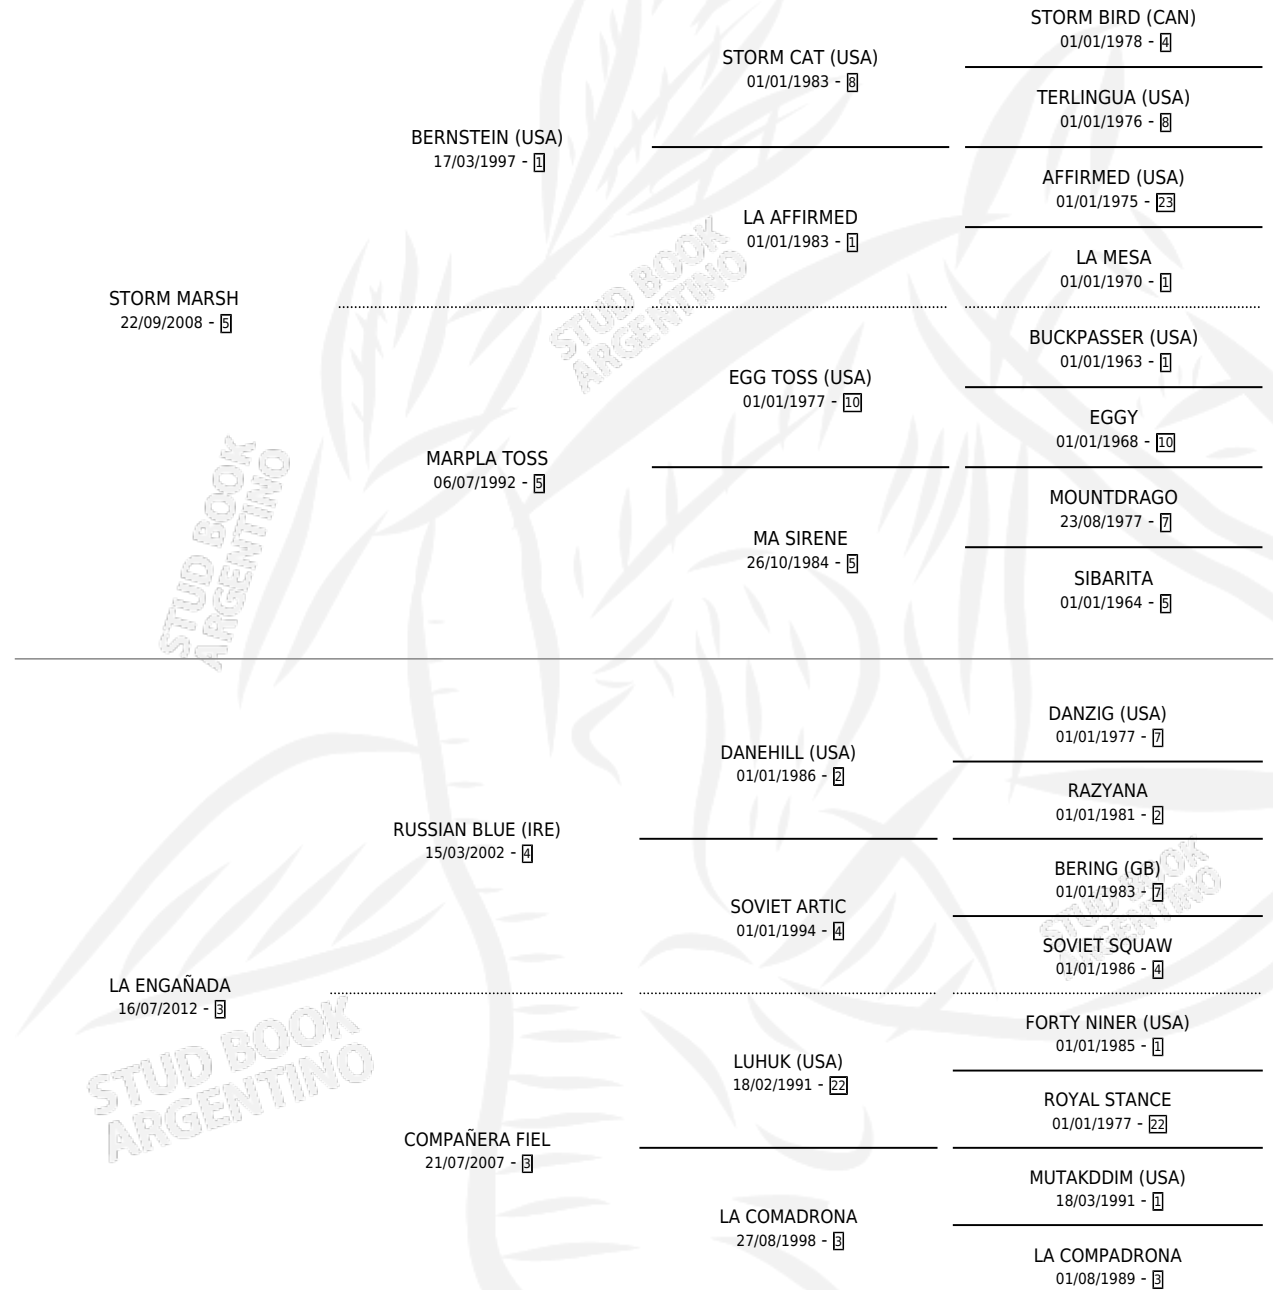 STORM BIRD (CAN)
01/01/1978 - 4
STORM CAT (USA)
01/01/1983 - 8
TERLINGUA (USA)
01/01/1976 - 8
BERNSTEIN (USA)
17/03/1997 - 1
AFFIRMED (USA)
01/01/1975 - 23
LA AFFIRMED
01/01/1983 - 1
LA MESA
01/01/1970 - 1
STORM MARSH
22/09/2008 - 5
BUCKPASSER (USA)
01/01/1963 - 1
EGG TOSS (USA)
01/01/1977 - 10
EGGY
01/01/1968 - 10
MARPLA TOSS
06/07/1992 - 5
MOUNTDRAGO
23/08/1977 - 7
MA SIRENE
26/10/1984 - 5
SIBARITA
01/01/1964 - 5
DANZIG (USA)
01/01/1977 - 7
DANEHILL (USA)
01/01/1986 - 2
RAZYANA
01/01/1981 - 2
RUSSIAN BLUE (IRE)
15/03/2002 - 4
BERING (GB)
01/01/1983 - 7
SOVIET ARTIC
01/01/1994 - 4
SOVIET SQUAW
01/01/1986 - 4
LA ENGAÑADA
16/07/2012 - 3
FORTY NINER (USA)
01/01/1985 - 1
LUHUK (USA)
18/02/1991 - 22
ROYAL STANCE
01/01/1977 - 22
COMPAÑERA FIEL
21/07/2007 - 3
MUTAKDDIM (USA)
18/03/1991 - 1
LA COMADRONA
27/08/1998 - 3
LA COMPADRONA
01/08/1989 - 3
STUD BOOK
ARGENTINO
STUD BOOK
ARGENTINO
STUD BOOK
ARGENTINO
STUD BOOK
ARGENTINO